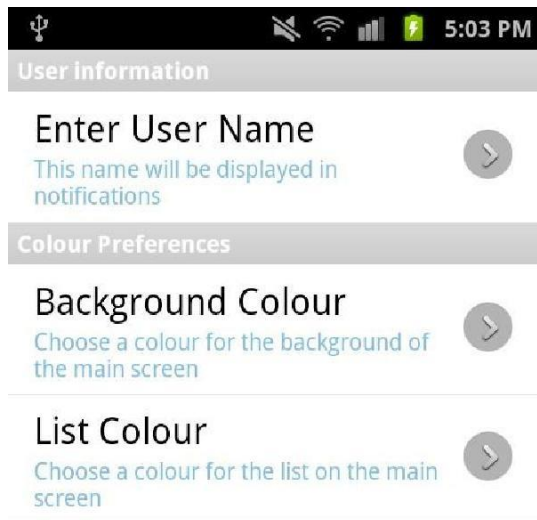 5:03 PM
User information
Enter User Name
This name will be displayed in
notifications
Colour Preferences
Background Colour
Choose a colour for the background of
the main screen
List Colour
Choose a colour for the list on the main
screen